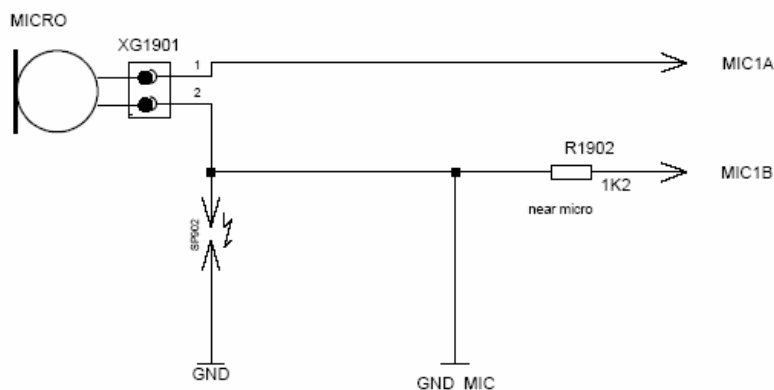 MICRO
XG1901
1
MIC1A
2
R1902
MIC1B
1K2
near micro
SP902
GND
GND MIC